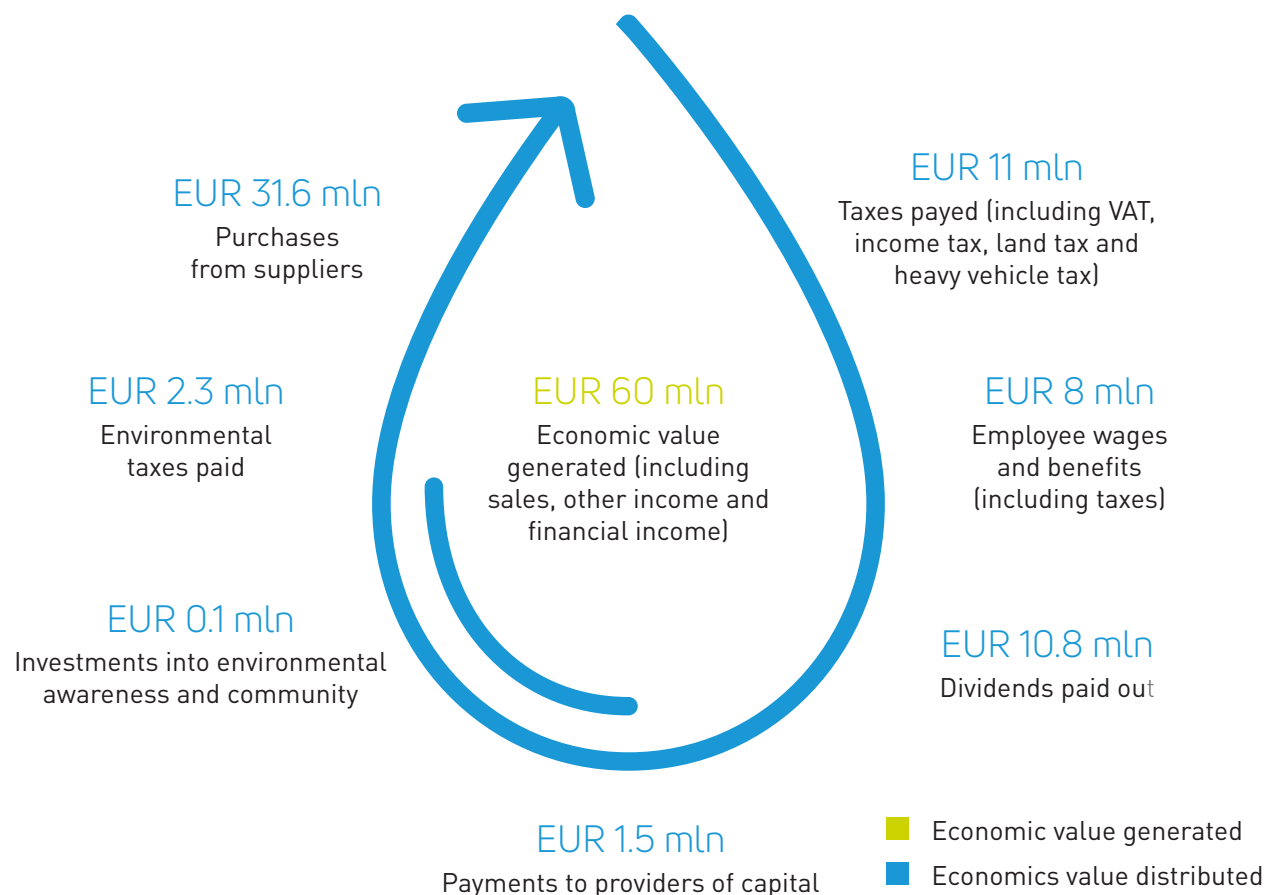 EUR 31.6 mln
Purchases
from suppliers
EUR 11 mln
Taxes payed (including VAT,
income tax, land tax and
heavy vehicle tax)
EUR 2.3 mln
Environmental
taxes paid
EUR 60 mln
Economic value
generated (including
sales, other income and
financial income)
EUR 8 mln
Employee wages
and benefits
(including taxes)
EUR 0.1 mln
Investments into environmental
awareness and community
EUR 10.8 mln
Dividends paid out
EUR 1.5 mln
Payments to providers of capital
Economic value generated
Economics value distributed